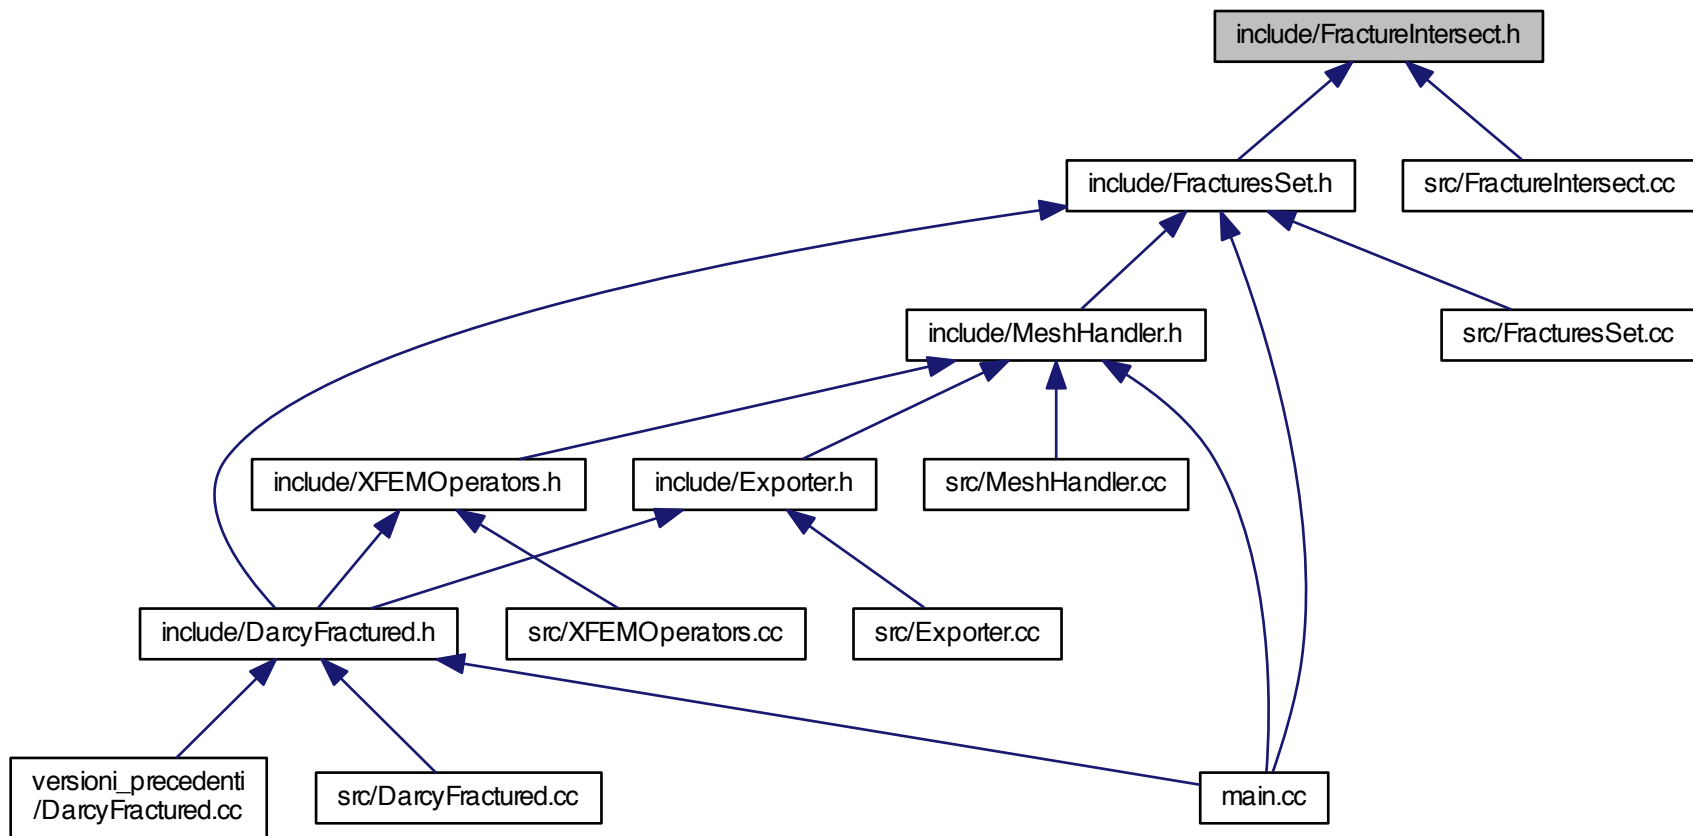 include/FractureIntersect.h
include/FracturesSet.h
src/FractureIntersect.cc
include/MeshHandler.h
src/FracturesSet.cc
include/XFEMOperators.h
include/Exporter.h
src/MeshHandler.cc
include/DarcyFractured.h
src/XFEMOperators.cc
src/Exporter.cc
versioni_precedenti
/DarcyFractured.cc
src/DarcyFractured.cc
main.cc